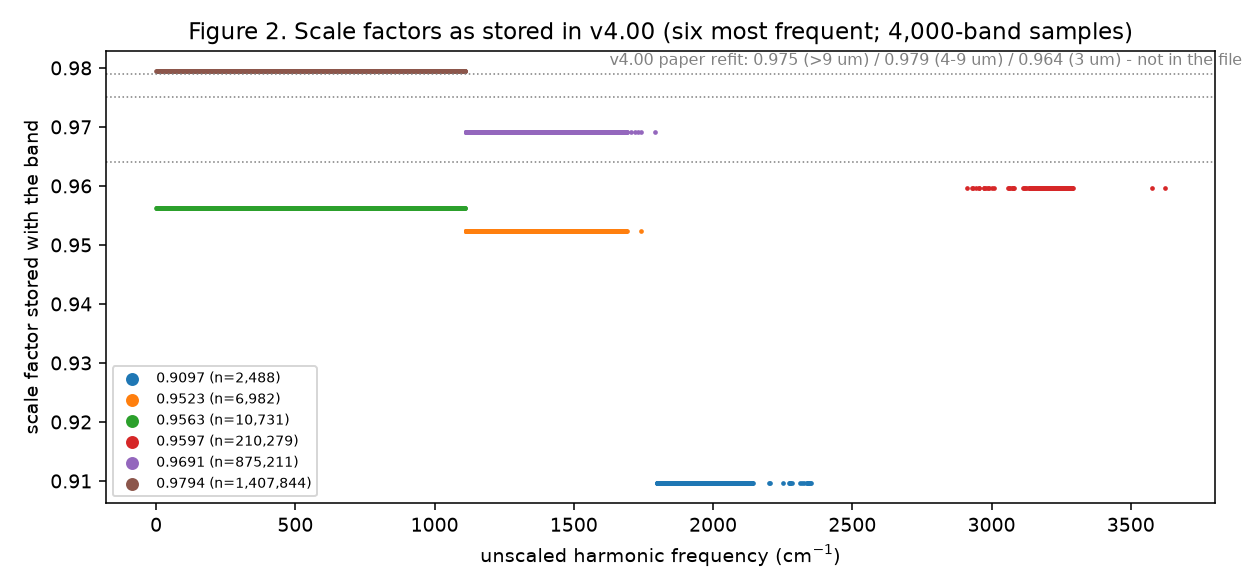 Figure 2. Scale factors as stored in v4.00 (six most frequent; 4,000-band samples)
v4.00 paper refit: 0.975 (>9 um) / 0.979 (4-9 um) / 0.964 (3 um) - not in the file
scale factor stored with the band
0.98
0.97
0.96
0.95
0.94
0.93
0.92
0.91
0.9097 (n=2,488)
0.9523 (n=6,982)
0.9563 (n=10,731)
0.9597 (n=210,279)
0.9691 (n=875,211)
0.9794 (n=1,407,844)
0 500 1000 1500 2000 2500 3000 3500
unscaled harmonic frequency (cm⁻¹)